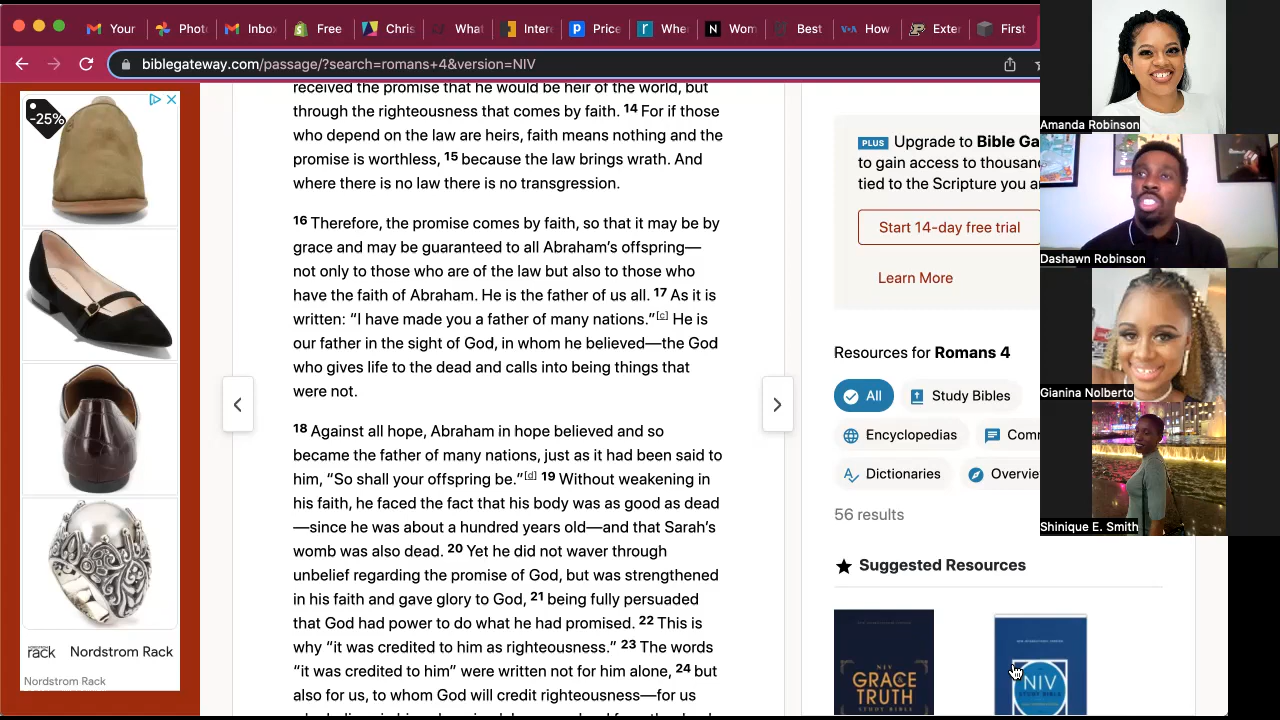 Your
Phot
Inbo
Free
Chris
What
Inter
Price
Whe
Wom
Best
How
Exter
First
biblegateway.com/passage/?search=romans+4&version=NIV
-25%
Nordstrom Rack
Nordstrom Rack
received the promise that he would be heir of the world, but
through the righteousness that comes by faith. 14 For if those
who depend on the law are heirs, faith means nothing and the
promise is worthless, 15 because the law brings wrath. And
where there is no law there is no transgression.
16 Therefore, the promise comes by faith, so that it may be by
grace and may be guaranteed to all Abraham’s offspring—
not only to those who are of the law but also to those who
have the faith of Abraham. He is the father of us all. 17 As it is
written: “I have made you a father of many nations.”[c] He is
our father in the sight of God, in whom he believed—the God
who gives life to the dead and calls into being things that
were not.
18 Against all hope, Abraham in hope believed and so
became the father of many nations, just as it had been said to
him, “So shall your offspring be.”[d] 19 Without weakening in
his faith, he faced the fact that his body was as good as dead
—since he was about a hundred years old—and that Sarah’s
womb was also dead. 20 Yet he did not waver through
unbelief regarding the promise of God, but was strengthened
in his faith and gave glory to God, 21 being fully persuaded
that God had power to do what he had promised. 22 This is
why “it was credited to him as righteousness.” 23 The words
“it was credited to him” were written not for him alone, 24 but
also for us, to whom God will credit righteousness—for us
PLUS Upgrade to Bible Ga
to gain access to thousan
tied to the Scripture you a
Start 14-day free trial
Learn More
Resources for Romans 4
All
Study Bibles
Encyclopedias
Com
Dictionaries
Overvie
56 results
Suggested Resources
NIV
GRACE
TRUTH
STUDY BIBLE
NIV
STUDY BIBLE
Amanda Robinson
Dashawn Robinson
Gianina Nolberto
Shinique E. Smith